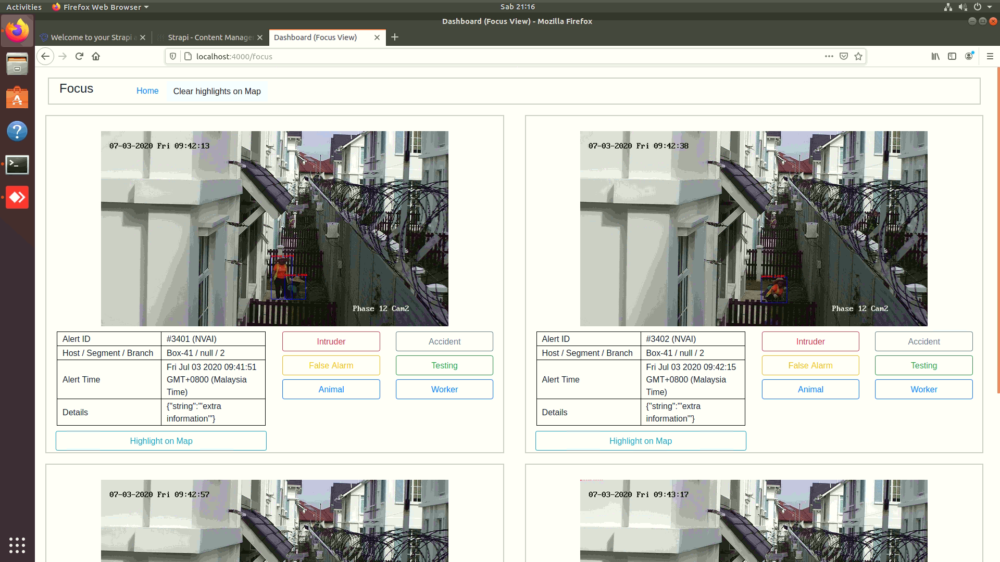 Activities
Firefox Web Browser
Sab 21:16
Dashboard (Focus View) - Mozilla Firefox
Welcome to your Strapi a
Strapi - Content Manager
Dashboard (Focus View)
localhost:4000/focus
Focus
Home
Clear highlights on Map
07-03-2020 Fri 09:42:13
Phase 12 Cam2
Alert ID
#3401 (NVAI)
Host / Segment / Branch
Box-41 / null / 2
Alert Time
Fri Jul 03 2020 09:41:51
GMT+0800 (Malaysia
Time)
Details
{"string":"'extra
information'"}
Intruder
Accident
False Alarm
Testing
Animal
Worker
Highlight on Map
07-03-2020 Fri 09:42:38
Phase 12 Cam2
Alert ID
#3402 (NVAI)
Host / Segment / Branch
Box-41 / null / 2
Alert Time
Fri Jul 03 2020 09:42:15
GMT+0800 (Malaysia
Time)
Details
{"string":"'extra
information'"}
Intruder
Accident
False Alarm
Testing
Animal
Worker
Highlight on Map
07-03-2020 Fri 09:42:57
07-03-2020 Fri 09:43:17